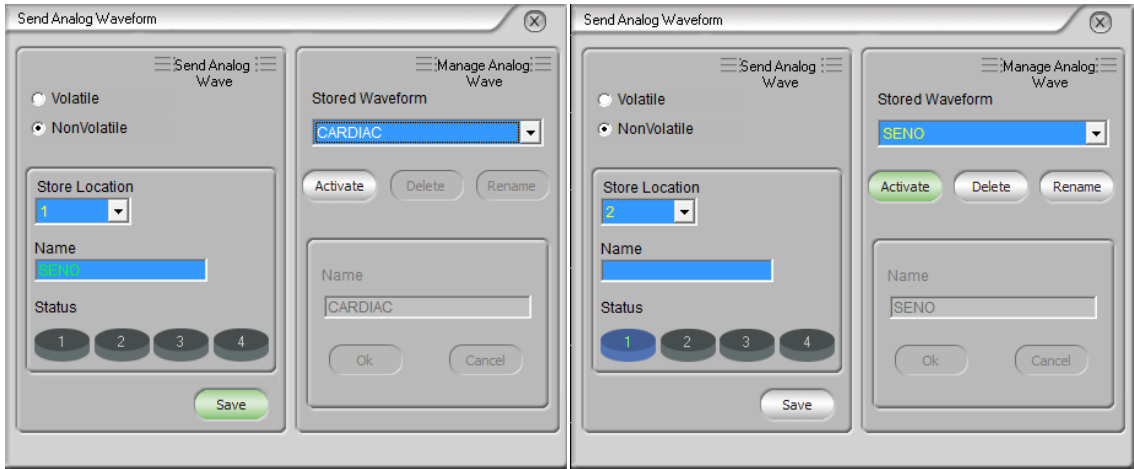 Send Analog Waveform
Send Analog
Wave
Volatile
NonVolatile
Store Location
1
Name
SENO
Status
1 2 3 4
Save
Manage Analog
Wave
Stored Waveform
CARDIAC
Activate Delete Rename
Name
CARDIAC
Ok Cancel
Send Analog Waveform
Send Analog
Wave
Volatile
NonVolatile
Store Location
2
Name
Status
1 2 3 4
Save
Manage Analog
Wave
Stored Waveform
SENO
Activate Delete Rename
Name
SENO
Ok Cancel